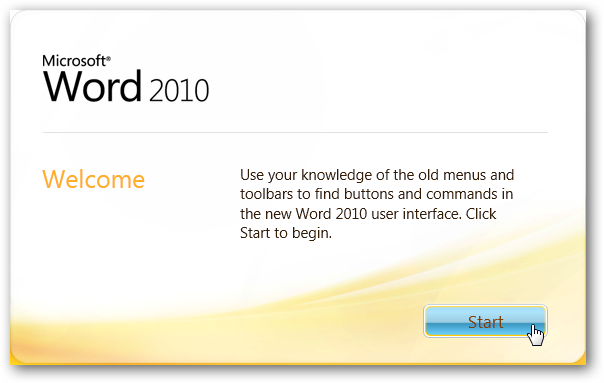 Microsoft®
Word 2010
Welcome
Use your knowledge of the old menus and
toolbars to find buttons and commands in
the new Word 2010 user interface. Click
Start to begin.
Start